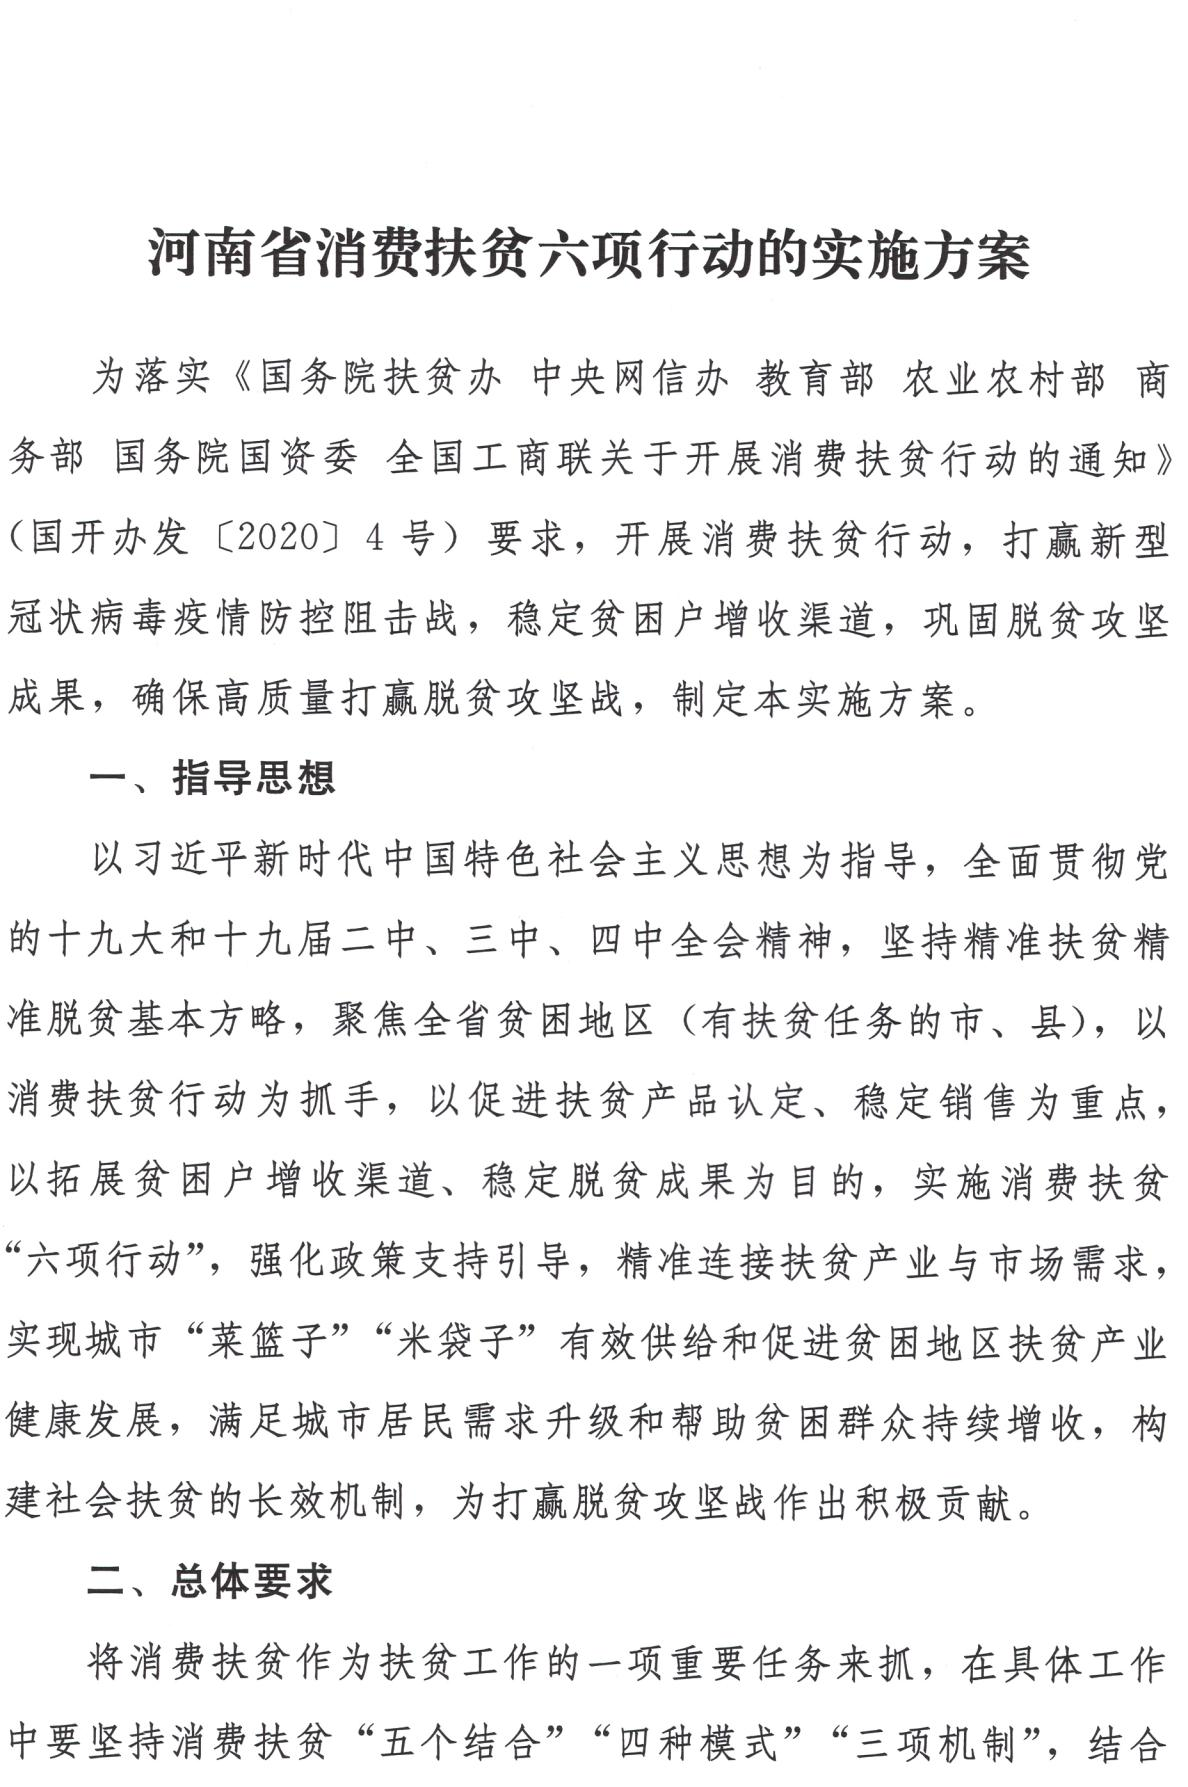 河南省消费扶贫六项行动的实施方案
为落实《国务院扶贫办 中央网信办 教育部 农业农村部 商
务部 国务院国资委 全国工商联关于开展消费扶贫行动的通知》
（国开办发〔2020〕4 号）要求，开展消费扶贫行动，打赢新型
冠状病毒疫情防控阻击战，稳定贫困户增收渠道，巩固脱贫攻坚
成果，确保高质量打赢脱贫攻坚战，制定本实施方案。
一、指导思想
以习近平新时代中国特色社会主义思想为指导，全面贯彻党
的十九大和十九届二中、三中、四中全会精神，坚持精准扶贫精
准脱贫基本方略，聚焦全省贫困地区（有扶贫任务的市、县），以
消费扶贫行动为抓手，以促进扶贫产品认定、稳定销售为重点，
以拓展贫困户增收渠道、稳定脱贫成果为目的，实施消费扶贫
“六项行动”，强化政策支持引导，精准连接扶贫产业与市场需求，
实现城市“菜篮子”“米袋子”有效供给和促进贫困地区扶贫产业
健康发展，满足城市居民需求升级和帮助贫困群众持续增收，构
建社会扶贫的长效机制，为打赢脱贫攻坚战作出积极贡献。
二、总体要求
将消费扶贫作为扶贫工作的一项重要任务来抓，在具体工作
中要坚持消费扶贫“五个结合”“四种模式”“三项机制”，结合